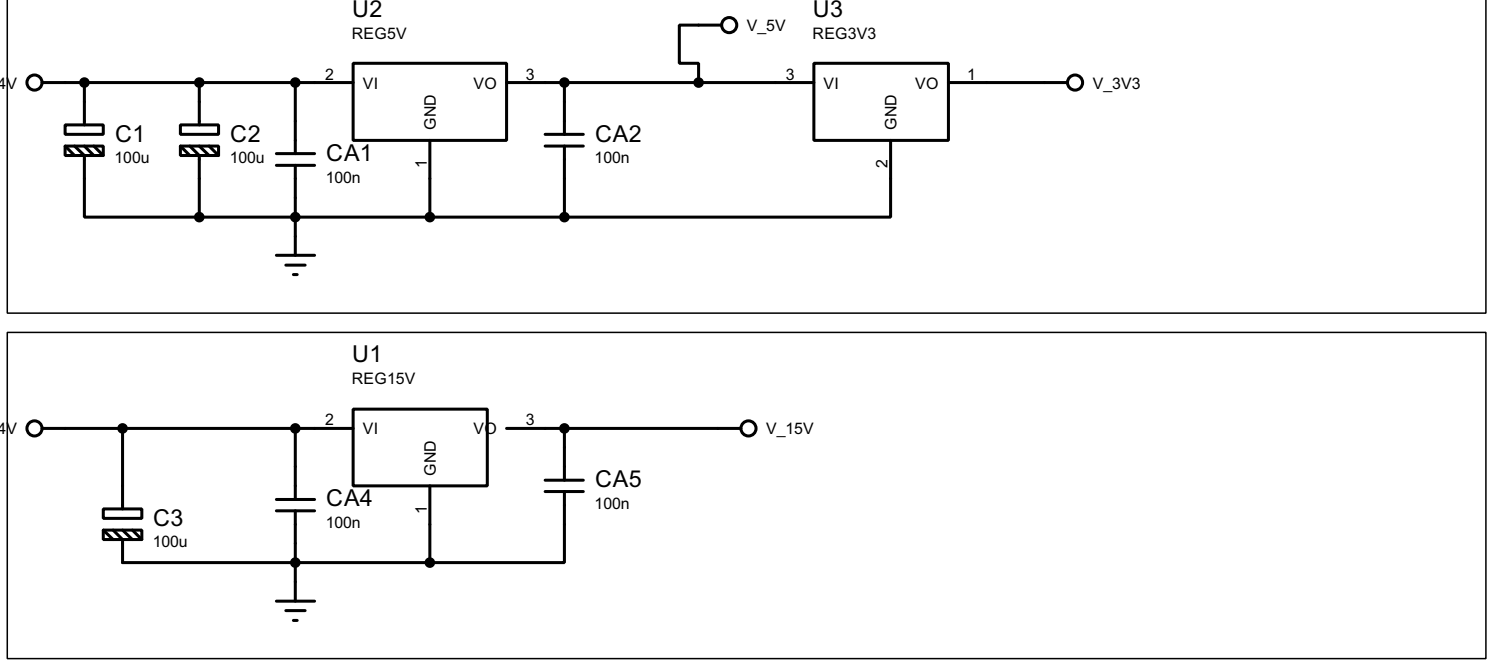 U2
REG5V
V_5V
U3
REG3V3
4V
2
VI
VO
3
3
VI
VO
1
V_3V3
GND
GND
C1
100u
C2
100u
CA1
100n
1
CA2
100n
2
U1
REG15V
4V
2
VI
VO
3
V_15V
GND
C3
100u
CA4
100n
1
CA5
100n